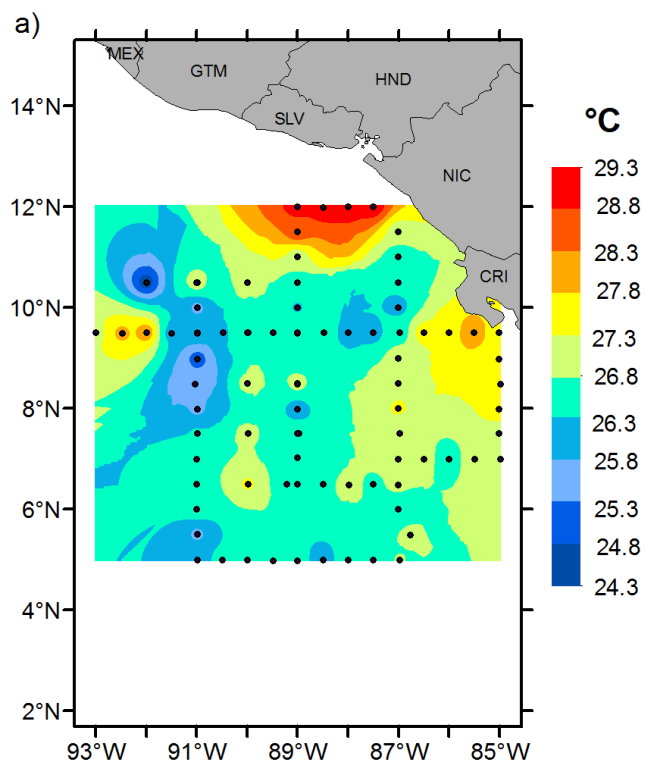 a)
MEX
GTM
HND
SLV
NIC
CRI
14°N
12°N
10°N
8°N
6°N
4°N
2°N
93°W 91°W 89°W 87°W 85°W
°C
29.3
28.8
28.3
27.8
27.3
26.8
26.3
25.8
25.3
24.8
24.3